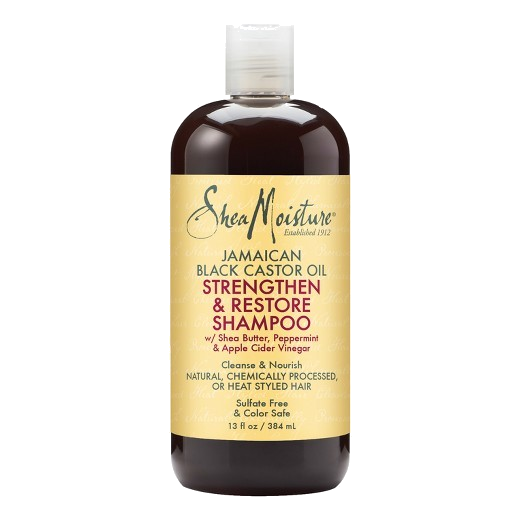 SheaMoisture®
Established 1912
JAMAICAN
BLACK CASTOR OIL
STRENGTHEN
& RESTORE
SHAMPOO
w/ Shea Butter, Peppermint
& Apple Cider Vinegar
Cleanse & Nourish
NATURAL, CHEMICALLY PROCESSED,
OR HEAT STYLED HAIR
Sulfate Free
& Color Safe
13 fl oz / 384 mL